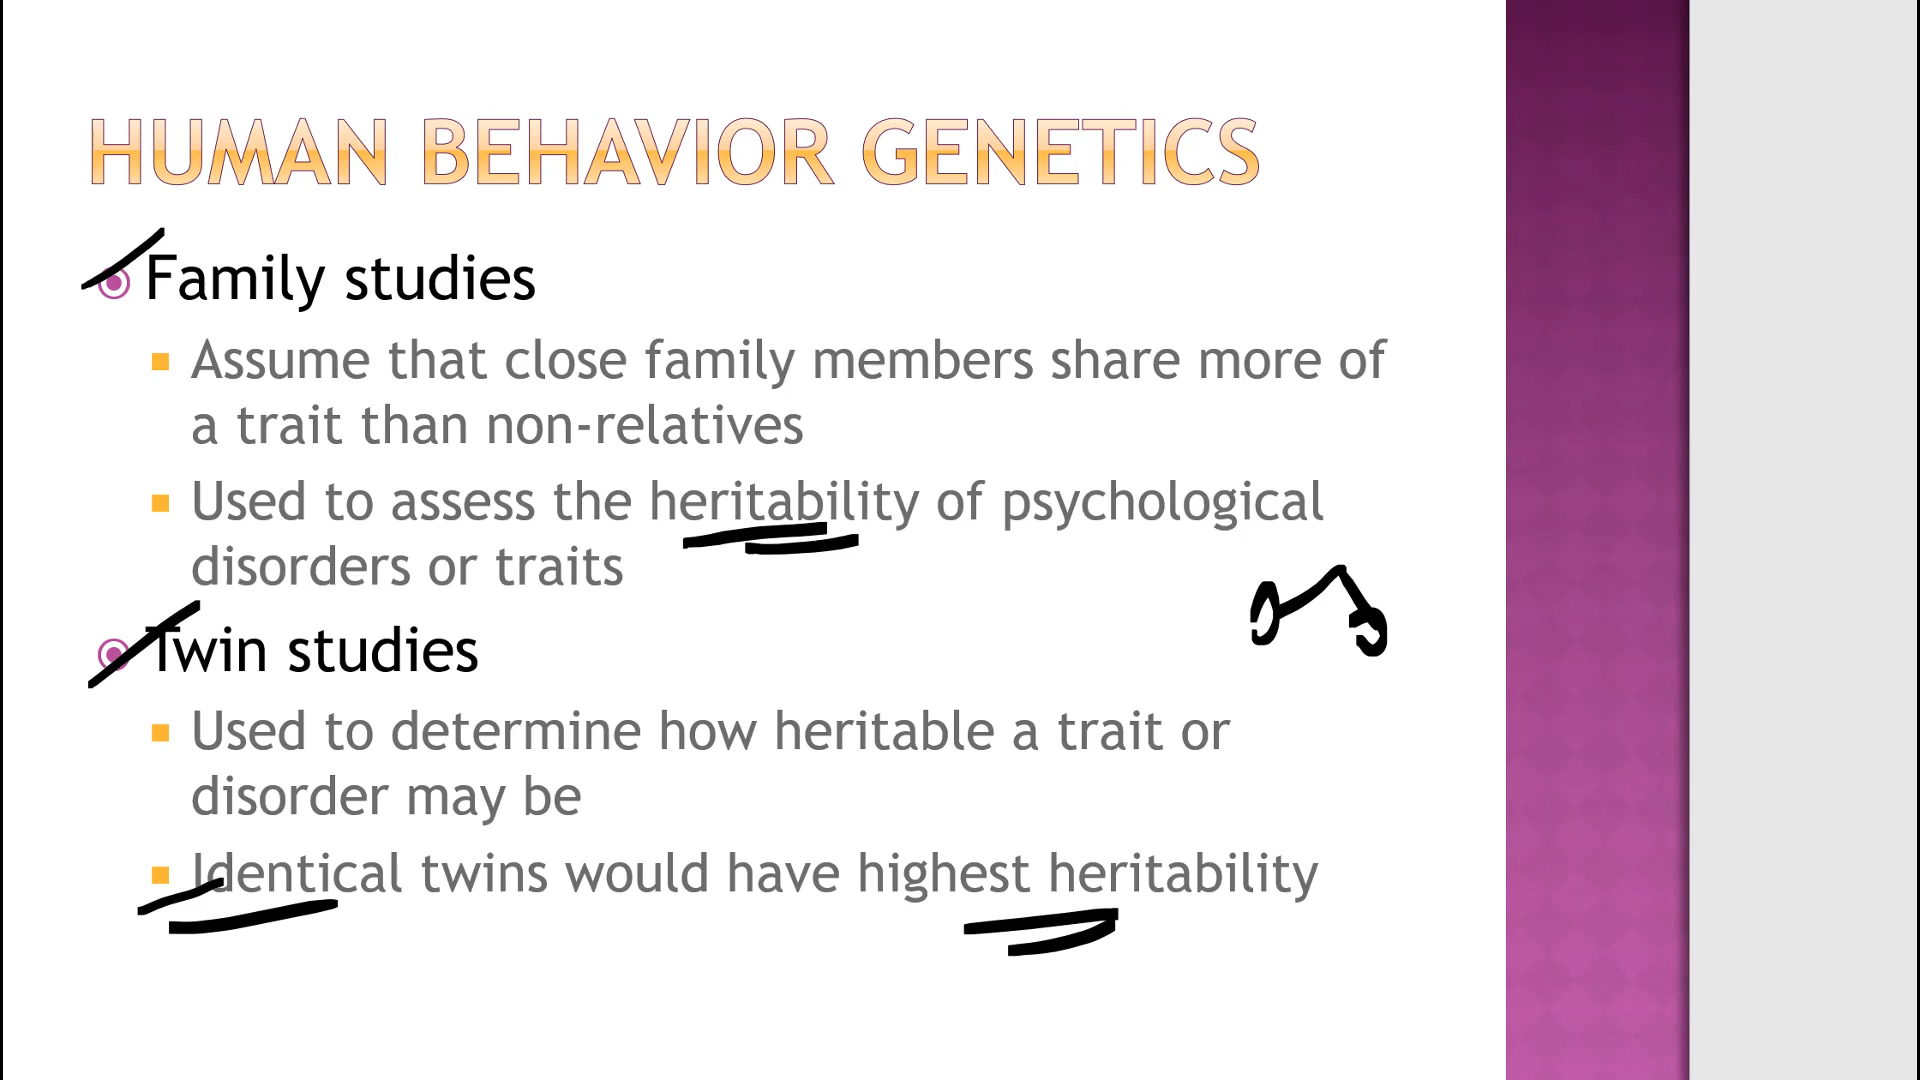 HUMAN BEHAVIOR GENETICS
Family studies
Assume that close family members share more of
a trait than non-relatives
Used to assess the heritability of psychological
disorders or traits
Twin studies
Used to determine how heritable a trait or
disorder may be
Identical twins would have highest heritability